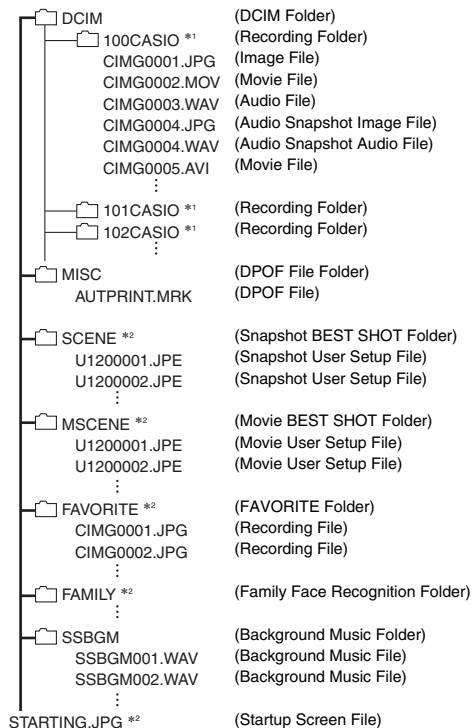 DCIM (DCIM Folder)
100CASIO *1 (Recording Folder)
CIMG0001.JPG (Image File)
CIMG0002.MOV (Movie File)
CIMG0003.WAV (Audio File)
CIMG0004.JPG (Audio Snapshot Image File)
CIMG0004.WAV (Audio Snapshot Audio File)
CIMG0005.AVI (Movie File)
101CASIO *1 (Recording Folder)
102CASIO *1 (Recording Folder)
MISC (DPOF File Folder)
AUTPRINT.MRK (DPOF File)
SCENE *2 (Snapshot BEST SHOT Folder)
U1200001.JPE (Snapshot User Setup File)
U1200002.JPE (Snapshot User Setup File)
MSCENE *2 (Movie BEST SHOT Folder)
U1200001.JPE (Movie User Setup File)
U1200002.JPE (Movie User Setup File)
FAVORITE *2 (FAVORITE Folder)
CIMG0001.JPG (Recording File)
CIMG0002.JPG (Recording File)
FAMILY *2 (Family Face Recognition Folder)
SSBGM (Background Music Folder)
SSBGM001.WAV (Background Music File)
SSBGM002.WAV (Background Music File)
STARTING.JPG *2 (Startup Screen File)